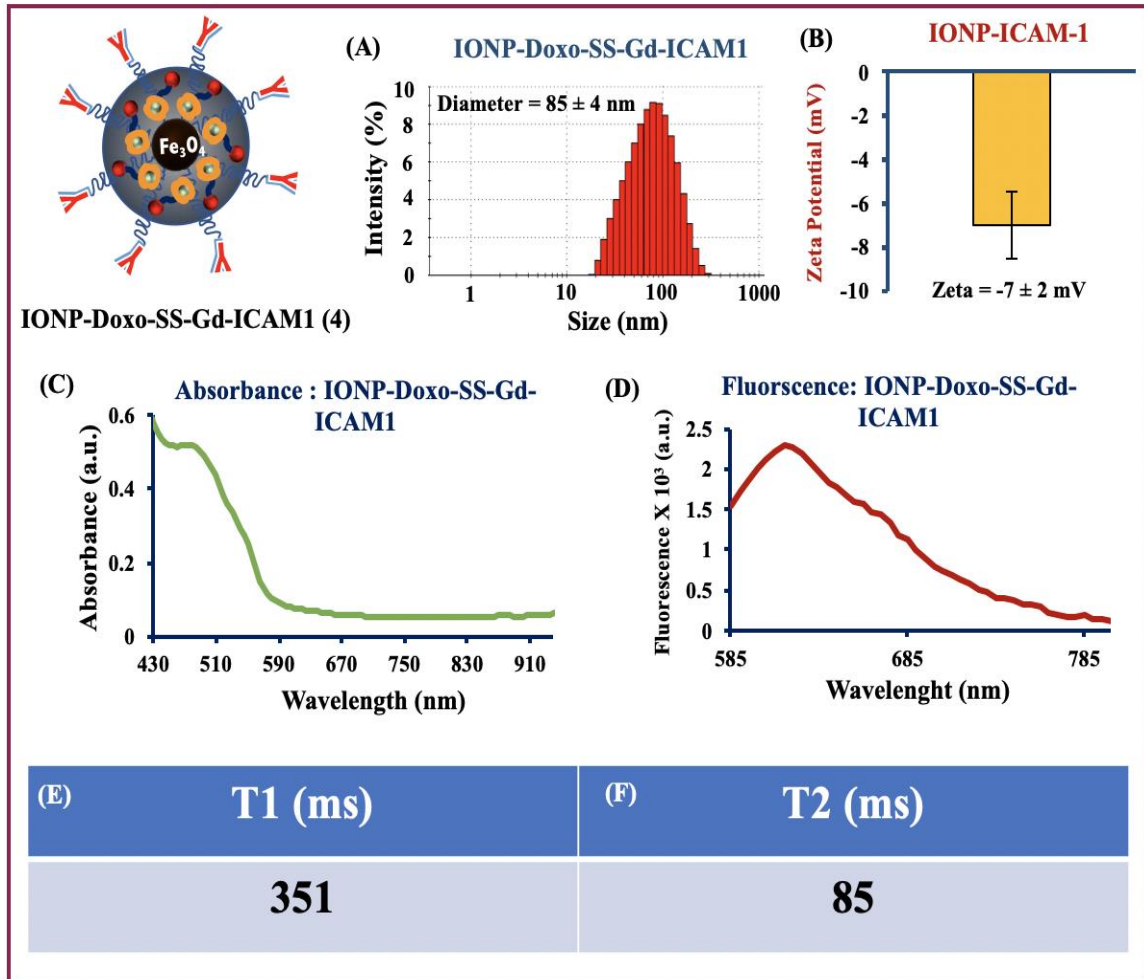 Fe₃O₄
IONP-Doxo-SS-Gd-ICAM1 (4)
(A)
IONP-Doxo-SS-Gd-ICAM1
Diameter = 85 ± 4 nm
Intensity (%)
10
8
6
4
2
0
1
10
100
1000
Size (nm)
(B)
IONP-ICAM-1
Zeta Potential (mV)
0
-2
-4
-6
-8
-10
Zeta = -7 ± 2 mV
(C)
Absorbance : IONP-Doxo-SS-Gd-
ICAM1
Absorbance (a.u.)
0.6
0.4
0.2
0
430
510
590
670
750
830
910
Wavelength (nm)
(D)
Fluorscence: IONP-Doxo-SS-Gd-
ICAM1
Fluorescence X 10³ (a.u.)
2.5
2
1.5
1
0.5
0
585
685
785
Wavelenght (nm)
(E)
T1 (ms)
(F)
T2 (ms)
351
85